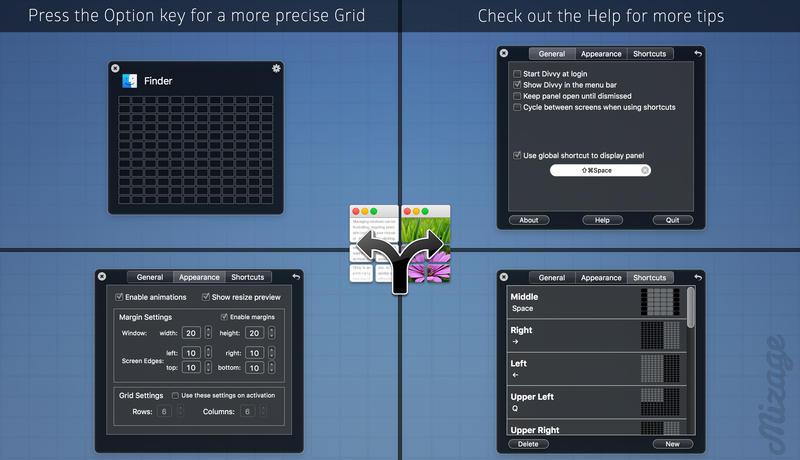 Press the Option key for a more precise Grid
Check out the Help for more tips
Finder
General
Appearance
Shortcuts
Start Divvy at login
Show Divvy in the menu bar
Keep panel open until dismissed
Cycle between screens when using shortcuts
Use global shortcut to display panel
⇧⌘Space
About
Help
Quit
General
Appearance
Shortcuts
Enable animations
Show resize preview
Margin Settings
Enable margins
Window: width: 20 height: 20
Screen Edges: left: 10 right: 10
top: 10 bottom: 10
Grid Settings
Use these settings on activation
Rows: 6 Columns: 6
General
Appearance
Shortcuts
Middle
Space
Right
→
Left
←
Upper Left
Q
Upper Right
Delete
New
Mizage